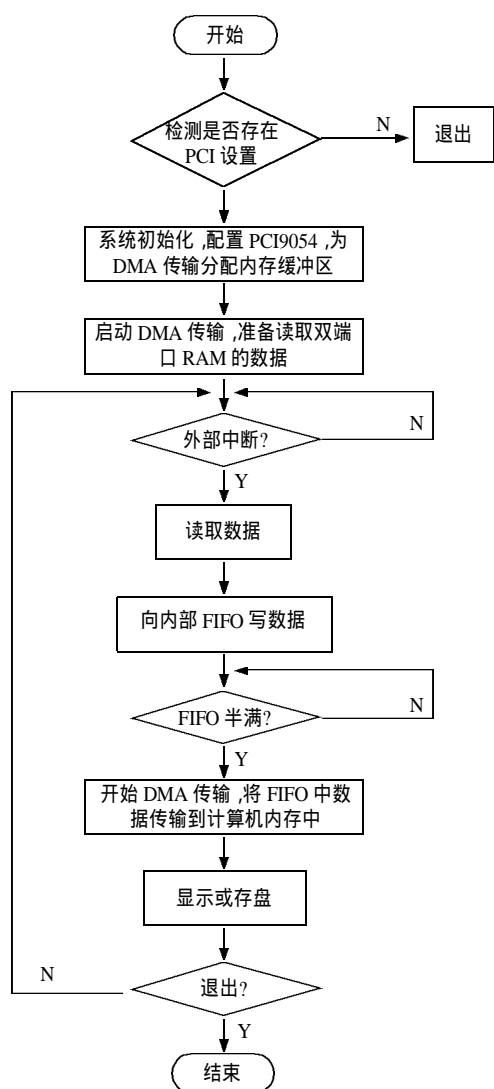 开始
检测是否存在
PCI 设置
N
退出
系统初始化,配置 PCI9054,为
DMA 传输分配内存缓冲区
启动 DMA 传输,准备读取双端
口 RAM 的数据
外部中断?
N
Y
读取数据
向内部 FIFO 写数据
FIFO 半满?
N
Y
开始 DMA 传输,将 FIFO 中数
据传输到计算机内存中
显示或存盘
N
退出?
Y
结束